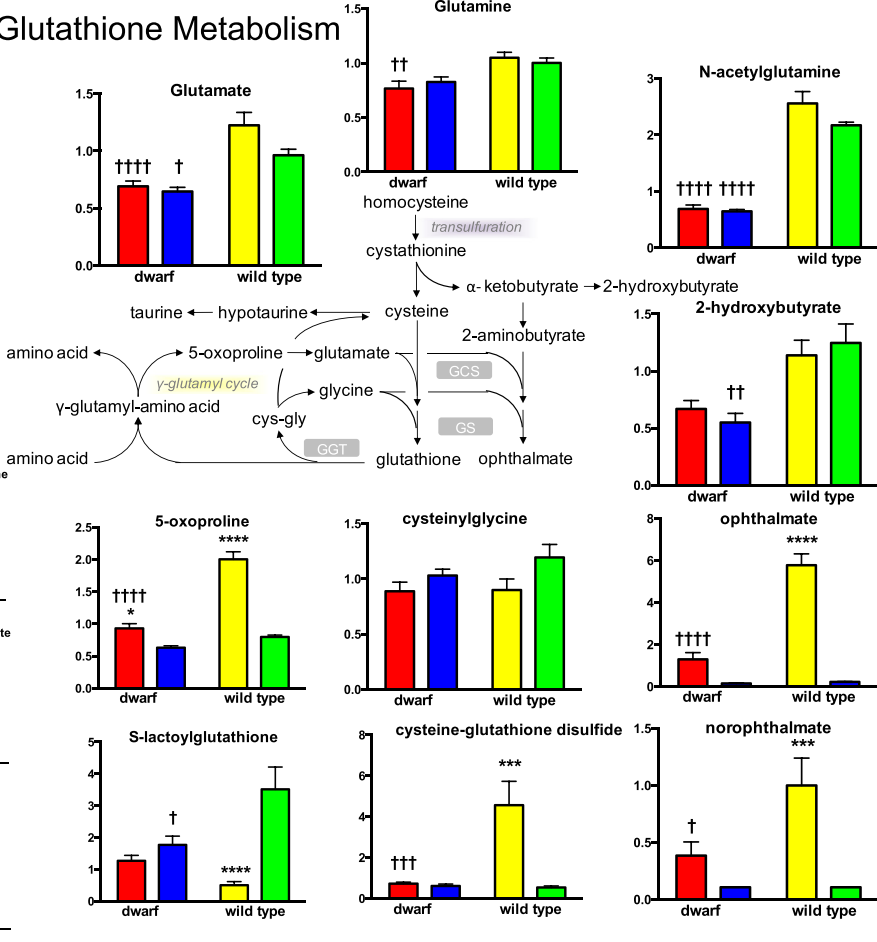 Glutathione Metabolism
Glutamine
1.5
1.0
0.5
0.0
††
dwarf
wild type
Glutamate
1.5
1.0
0.5
0.0
††††
†
dwarf
wild type
N-acetylglutamine
3
2
1
0
††††
††††
dwarf
wild type
homocysteine
transulfuration
cystathionine
α- ketobutyrate
2-hydroxybutyrate
taurine
hypotaurine
cysteine
2-aminobutyrate
amino acid
5-oxoproline
glutamate
GCS
γ-glutamyl cycle
glycine
γ-glutamyl-amino acid
cys-gly
GS
GGT
amino acid
glutathione
ophthalmate
ne
2-hydroxybutyrate
1.5
1.0
0.5
0.0
††
dwarf
wild type
5-oxoproline
2.5
2.0
1.5
1.0
0.5
0.0
††††
*
****
dwarf
wild type
cysteinylglycine
1.5
1.0
0.5
0.0
dwarf
wild type
ophthalmate
8
6
4
2
0
††††
****
dwarf
wild type
te
S-lactoylglutathione
5
4
3
2
1
0
†
****
dwarf
wild type
cysteine-glutathione disulfide
8
6
4
2
0
†††
***
dwarf
wild type
norophthalmate
1.5
1.0
0.5
0.0
†
***
dwarf
wild type